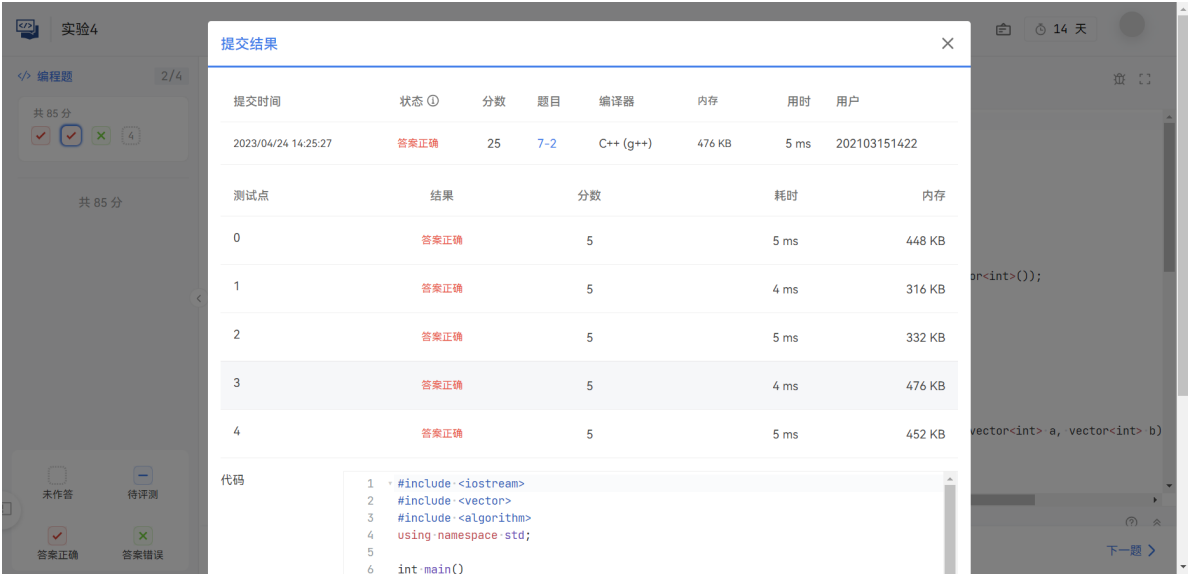 实验4
14 天
提交结果
编程题 2/4
共 85 分
4
共 85 分
未作答 待评测
答案正确 答案错误
提交时间 状态 分数 题目 编译器 内存 用时 用户
2023/04/24 14:25:27 答案正确 25 7-2 C++ (g++) 476 KB 5 ms 202103151422
测试点 结果 分数 耗时 内存
0 答案正确 5 5 ms 448 KB
1 答案正确 5 4 ms 316 KB
2 答案正确 5 5 ms 332 KB
3 答案正确 5 4 ms 476 KB
4 答案正确 5 5 ms 452 KB
代码
1 #include <iostream>
2 #include <vector>
3 #include <algorithm>
4 using namespace std;
5
6 int main()
or<int>());
vector<int> a, vector<int> b)
下一题